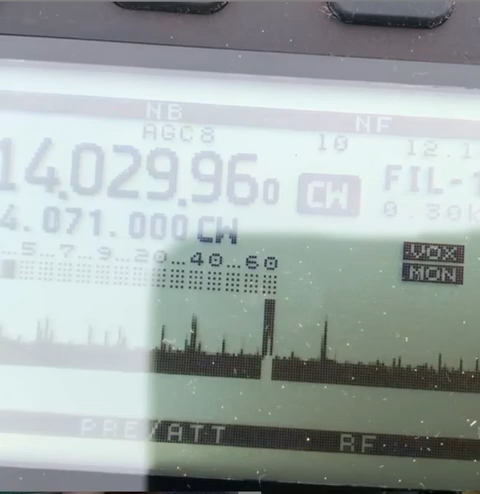 NB NF
AGC8 10 12.1
14.029.960 CW FIL-1
4.071.000 CW 0.30k
5..7..9..20...40..60 VOX
MON
PRE/ATT RF